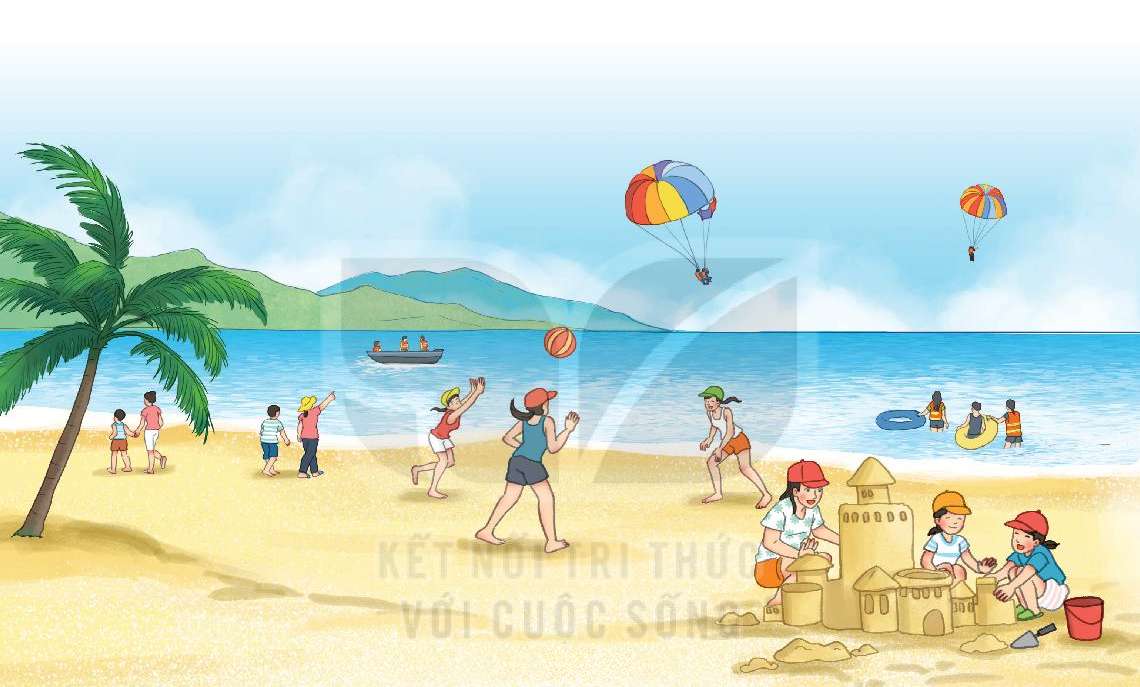 KẾT NỐI TRI THỨC
VỚI CUỘC SỐNG